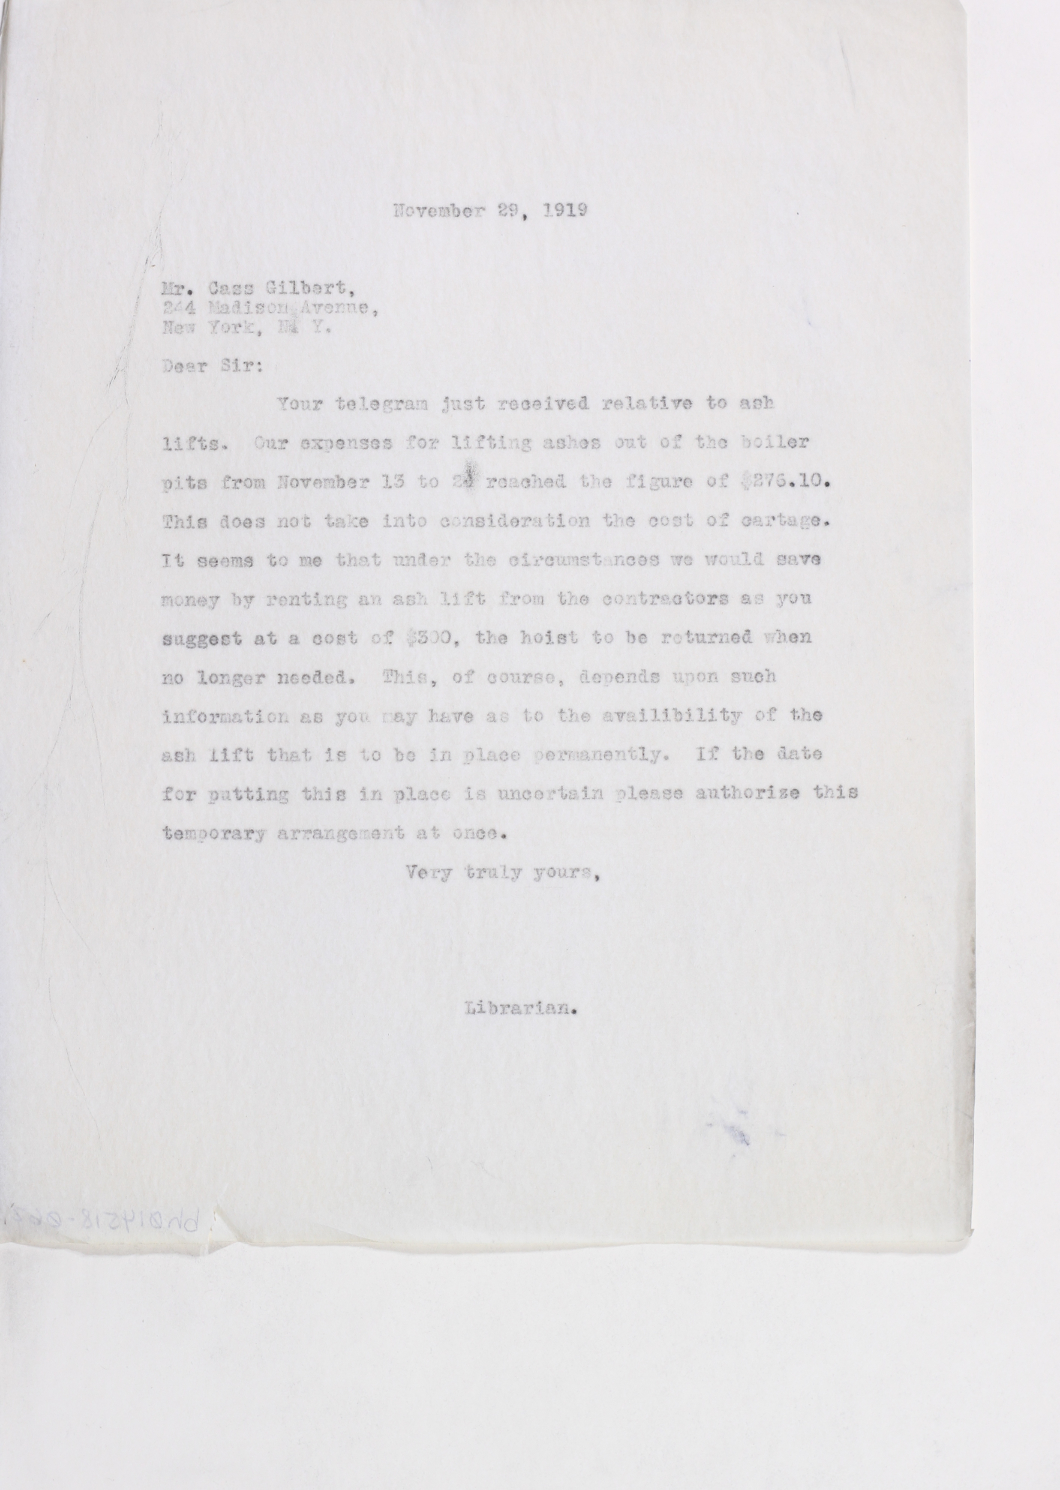 November 29, 1919
Mr. Cass Gilbert,
244 Madison Avenue,
New York, N Y.
Dear Sir:
Your telegram just received relative to ash
lifts. Our expenses for lifting ashes out of the boiler
pits from November 13 to reached the figure of $276.10.
This does not take into consideration the cost of cartage.
It seems to me that under the circumstances we would save
money by renting an ash lift from the contractors as you
suggest at a cost of $300, the hoist to be returned when
no longer needed. This, of course, depends upon such
information as you may have as to the availibility of the
ash lift that is to be in place permanently. If the date
for putting this in place is uncertain please authorize this
temporary arrangement at once.
Very truly yours,
Librarian.